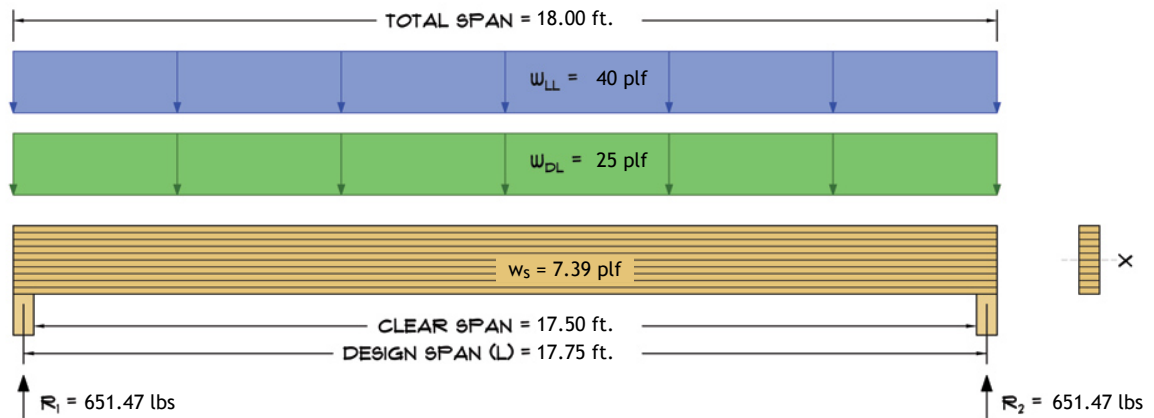 TOTAL SPAN = 18.00 ft.
wLL = 40 plf
wDL = 25 plf
ws = 7.39 plf
X
CLEAR SPAN = 17.50 ft.
DESIGN SPAN (L) = 17.75 ft.
R1 = 651.47 lbs
R2 = 651.47 lbs